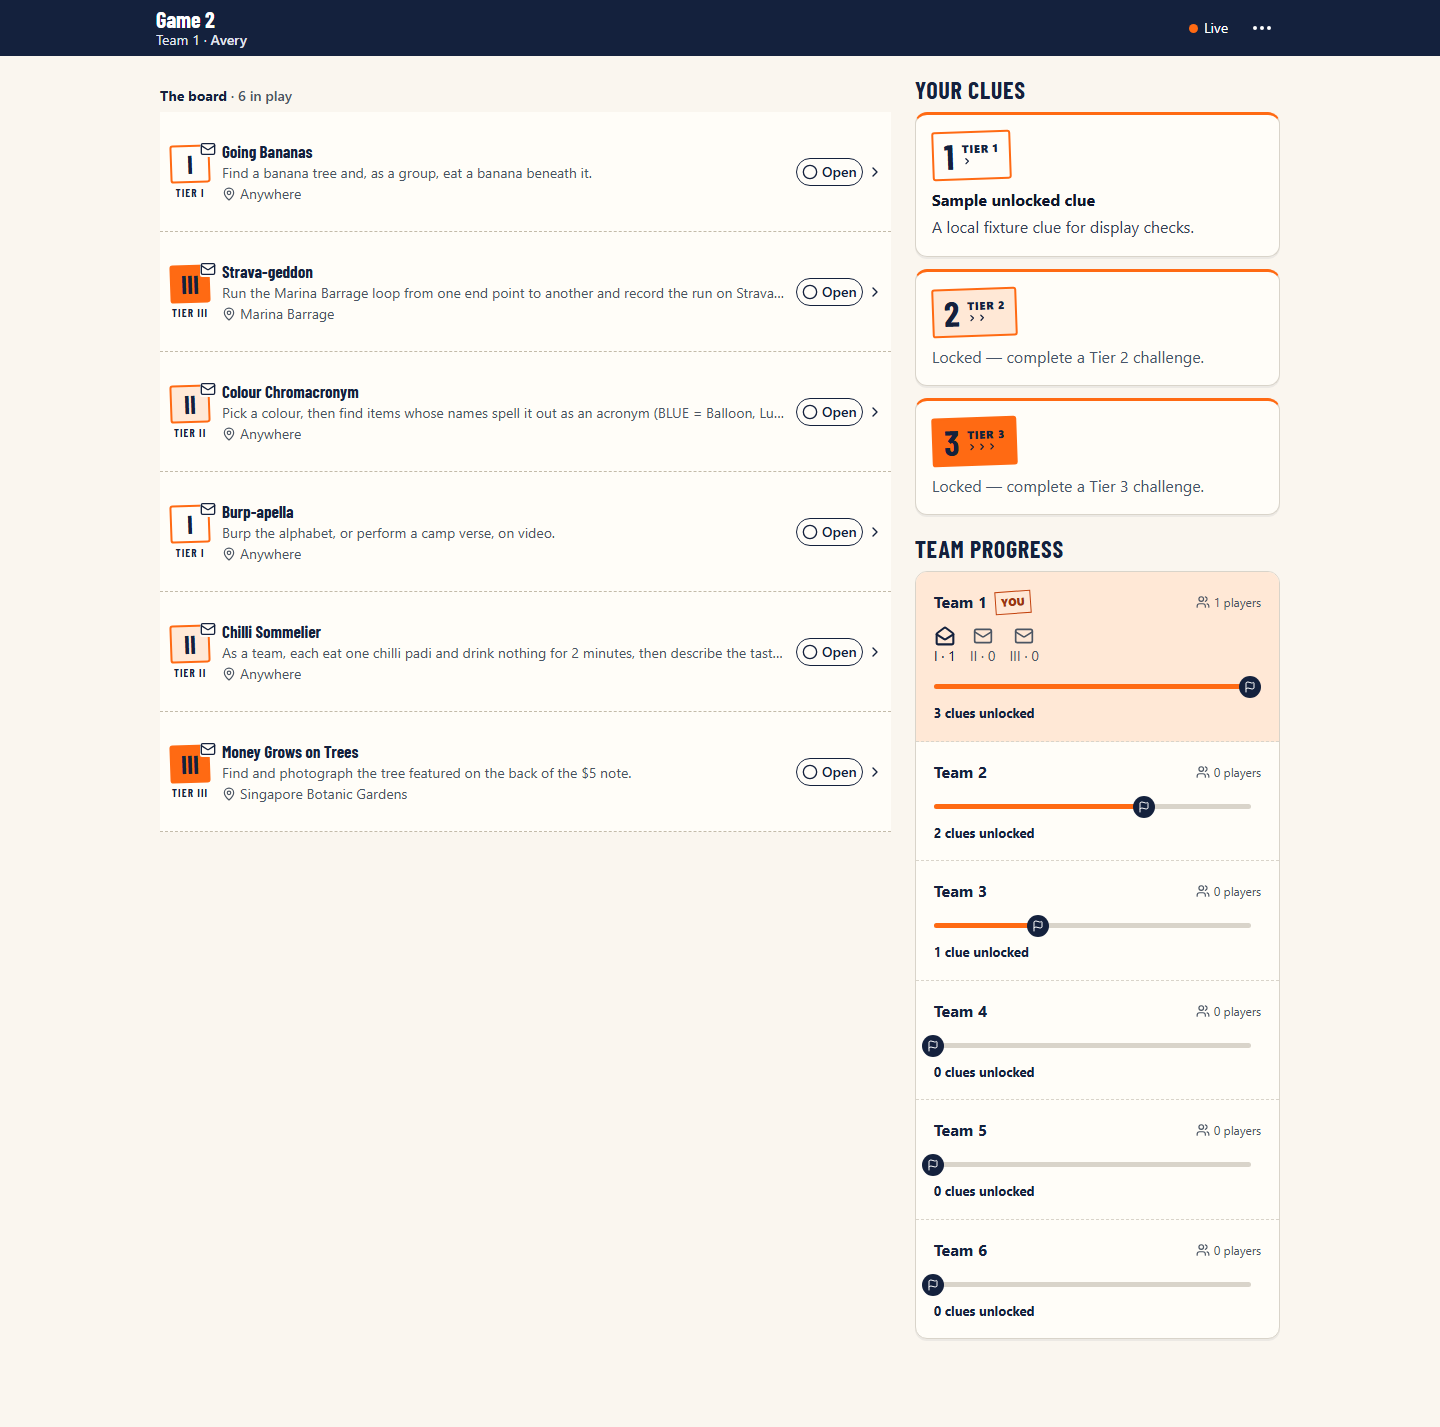 Game 2
Team 1 · Avery
Live
The board · 6 in play
I
TIER I
Going Bananas
Find a banana tree and, as a group, eat a banana beneath it.
Anywhere
Open
III
TIER III
Strava-geddon
Run the Marina Barrage loop from one end point to another and record the run on Strava...
Marina Barrage
Open
II
TIER II
Colour Chromacronym
Pick a colour, then find items whose names spell it out as an acronym (BLUE = Balloon, Lu...
Anywhere
Open
I
TIER I
Burp-apella
Burp the alphabet, or perform a camp verse, on video.
Anywhere
Open
II
TIER II
Chilli Sommelier
As a team, each eat one chilli padi and drink nothing for 2 minutes, then describe the tast...
Anywhere
Open
III
TIER III
Money Grows on Trees
Find and photograph the tree featured on the back of the $5 note.
Singapore Botanic Gardens
Open
YOUR CLUES
1 TIER 1
Sample unlocked clue
A local fixture clue for display checks.
2 TIER 2
Locked — complete a Tier 2 challenge.
3 TIER 3
Locked — complete a Tier 3 challenge.
TEAM PROGRESS
Team 1 YOU 1 players
I · 1 II · 0 III · 0
3 clues unlocked
Team 2 0 players
2 clues unlocked
Team 3 0 players
1 clue unlocked
Team 4 0 players
0 clues unlocked
Team 5 0 players
0 clues unlocked
Team 6 0 players
0 clues unlocked